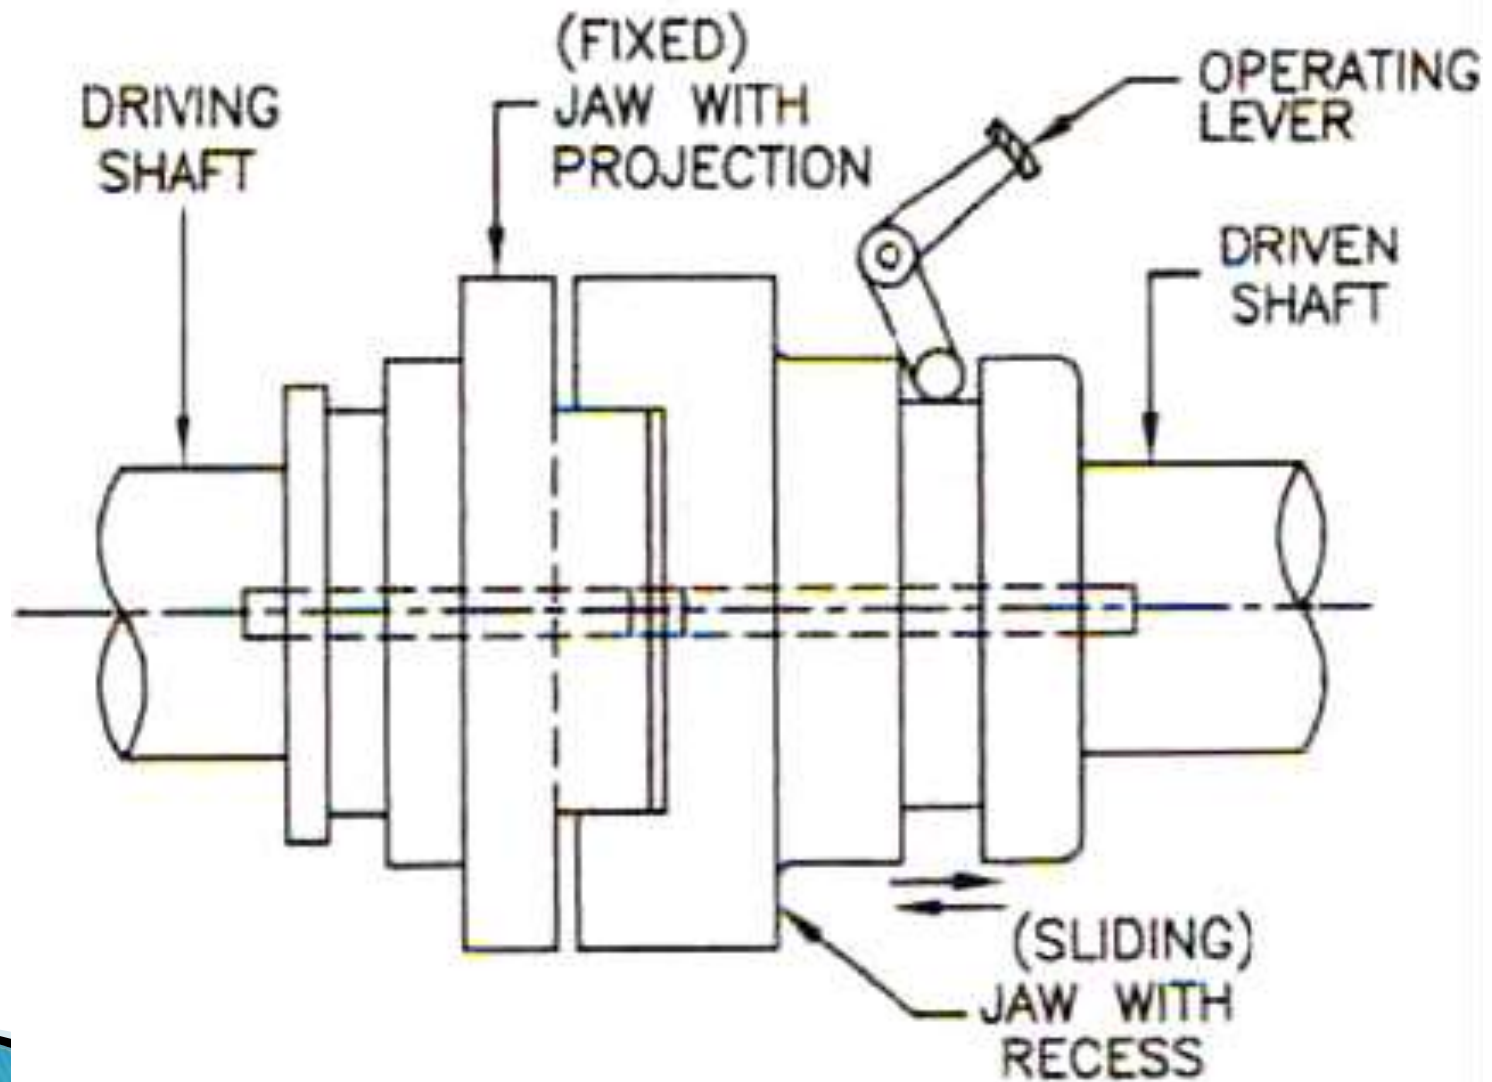 DRIVING
SHAFT
(FIXED)
JAW WITH
PROJECTION
OPERATING
LEVER
DRIVEN
SHAFT
(SLIDING)
JAW WITH
RECESS